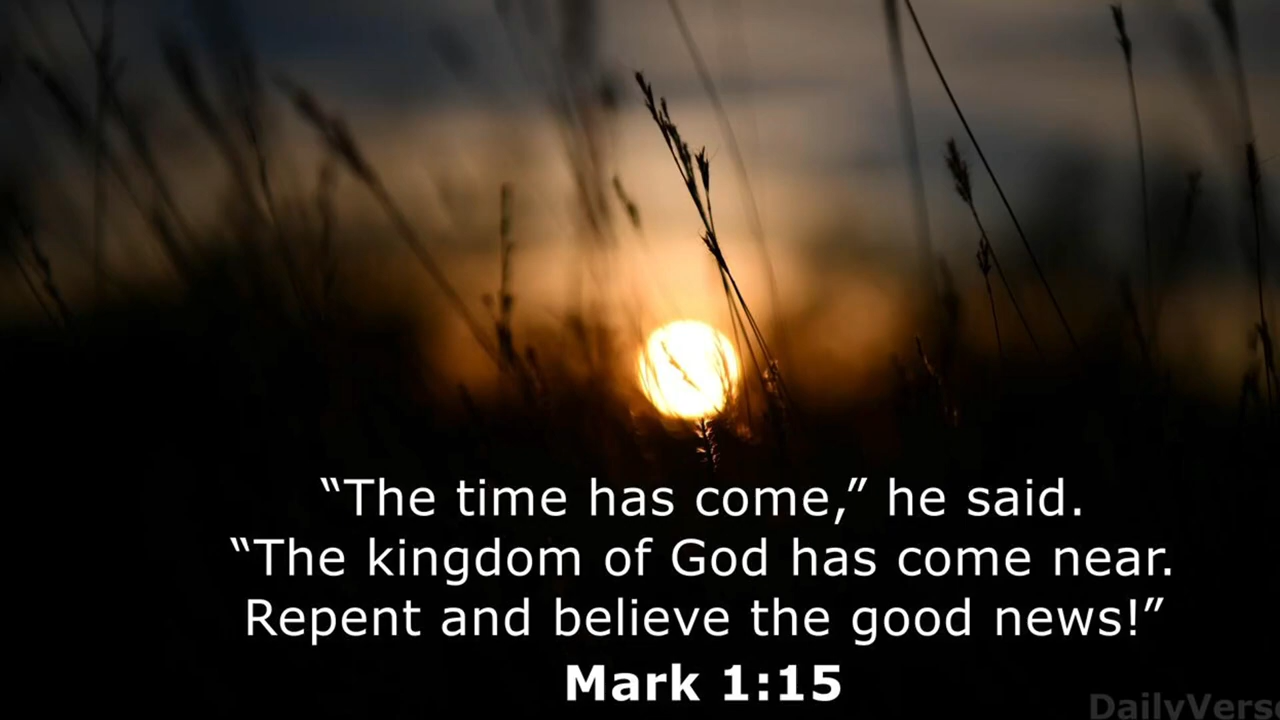 “The time has come,” he said.
“The kingdom of God has come near.
Repent and believe the good news!”
Mark 1:15
DailyVerse